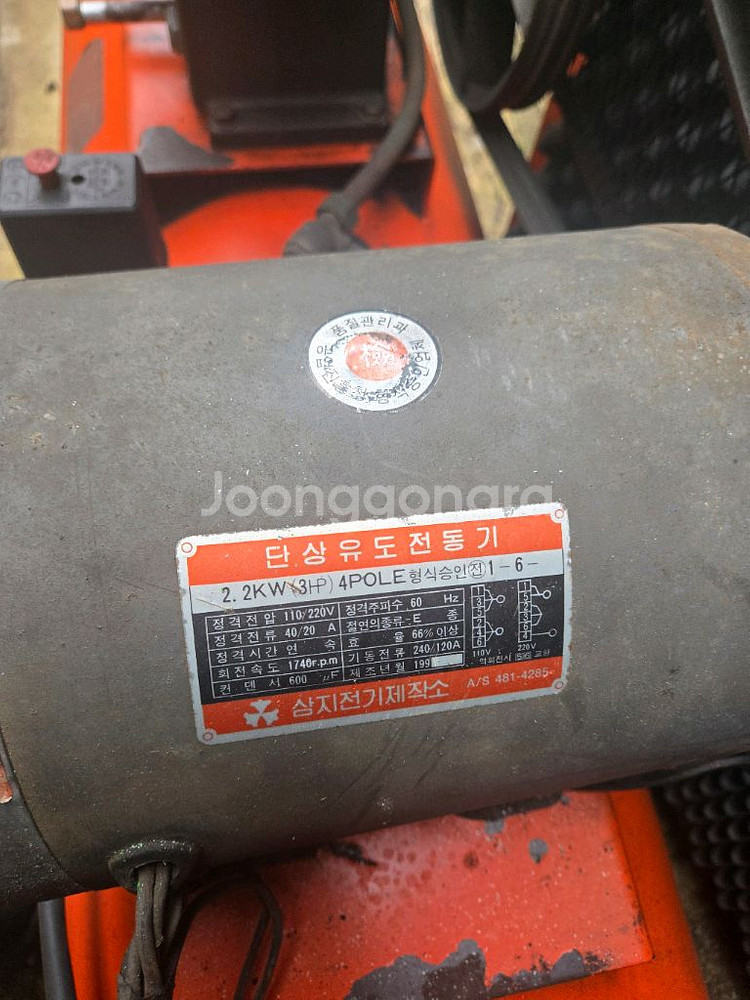 품질관리과
Joonggonara
단상유도전동기
2.2KW(3HP) 4POLE 형식승인 전 1-6-
정격전압 110/220V 정격주파수 60 Hz
정격전류 40/20 A 절연의종류 E 종
정격시간 연 속 효 율 66%이상
회전속도 1740r.p.m 기동전류 240/120A
컨덴서 600 μF 제조년월 199
110V 220V
삼지전기제작소 A/S 481-4285